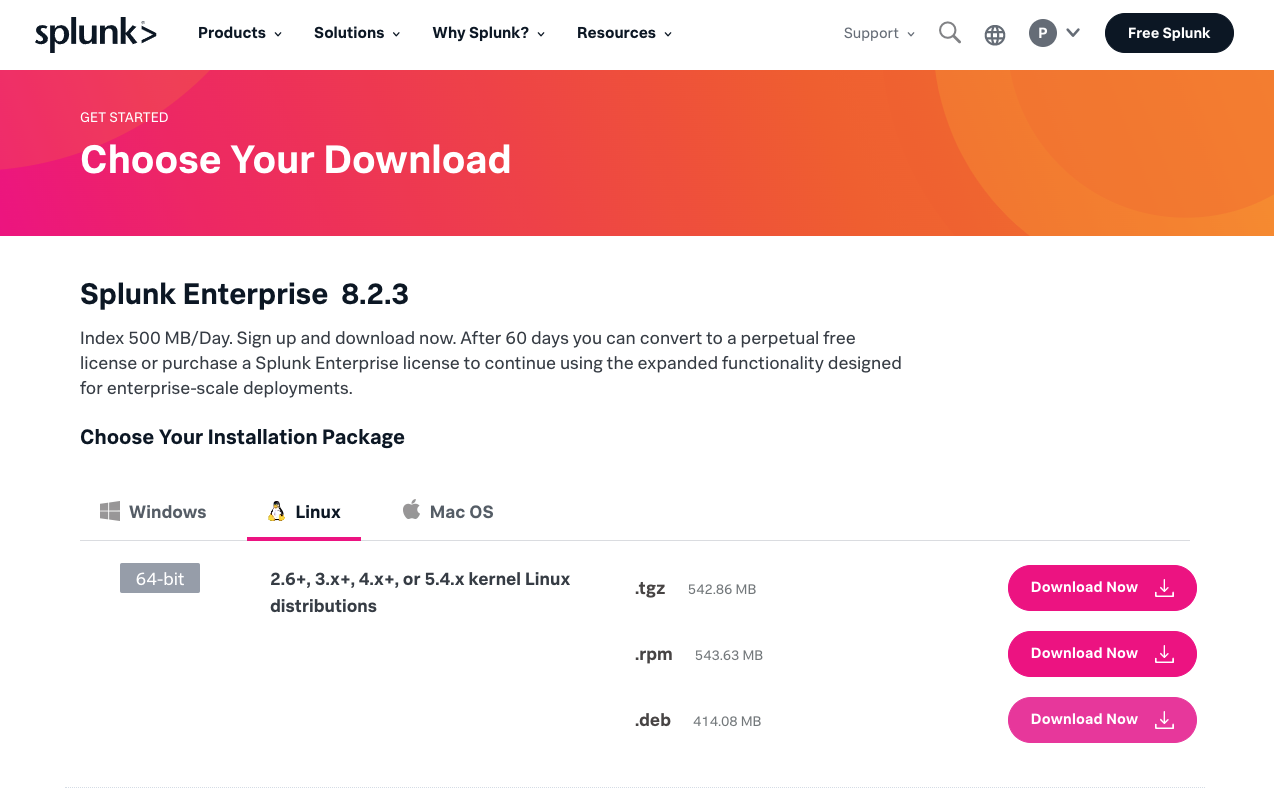 splunk>
Products
Solutions
Why Splunk?
Resources
Support
P
Free Splunk
GET STARTED
Choose Your Download
Splunk Enterprise 8.2.3
Index 500 MB/Day. Sign up and download now. After 60 days you can convert to a perpetual free
license or purchase a Splunk Enterprise license to continue using the expanded functionality designed
for enterprise-scale deployments.
Choose Your Installation Package
Windows
Linux
Mac OS
64-bit
2.6+, 3.x+, 4.x+, or 5.4.x kernel Linux
distributions
.tgz 542.86 MB
Download Now
.rpm 543.63 MB
Download Now
.deb 414.08 MB
Download Now